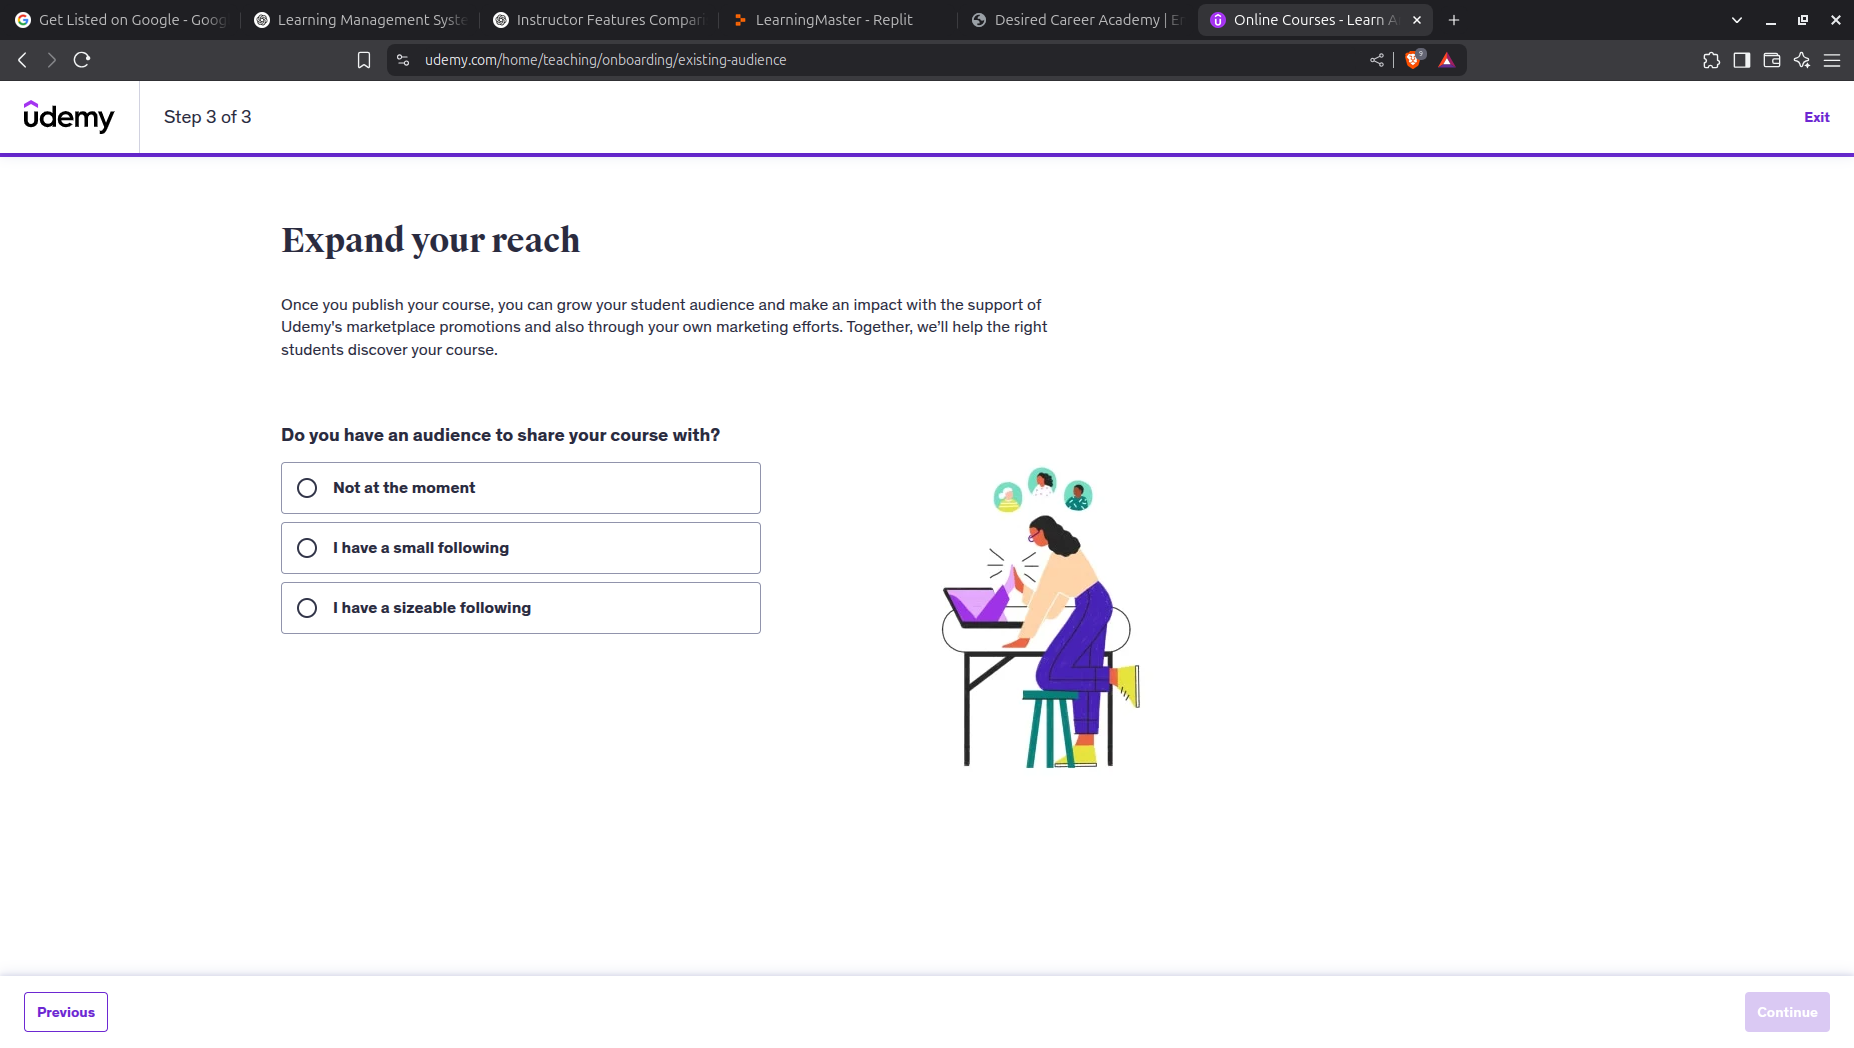 Get Listed on Google - Goog
Learning Management Syste
Instructor Features Compari
LearningMaster - Replit
Desired Career Academy | En
Online Courses - Learn A
udemy.com/home/teaching/onboarding/existing-audience
9
udemy
Step 3 of 3
Exit
Expand your reach
Once you publish your course, you can grow your student audience and make an impact with the support of
Udemy's marketplace promotions and also through your own marketing efforts. Together, we'll help the right
students discover your course.
Do you have an audience to share your course with?
Not at the moment
I have a small following
I have a sizeable following
Previous
Continue